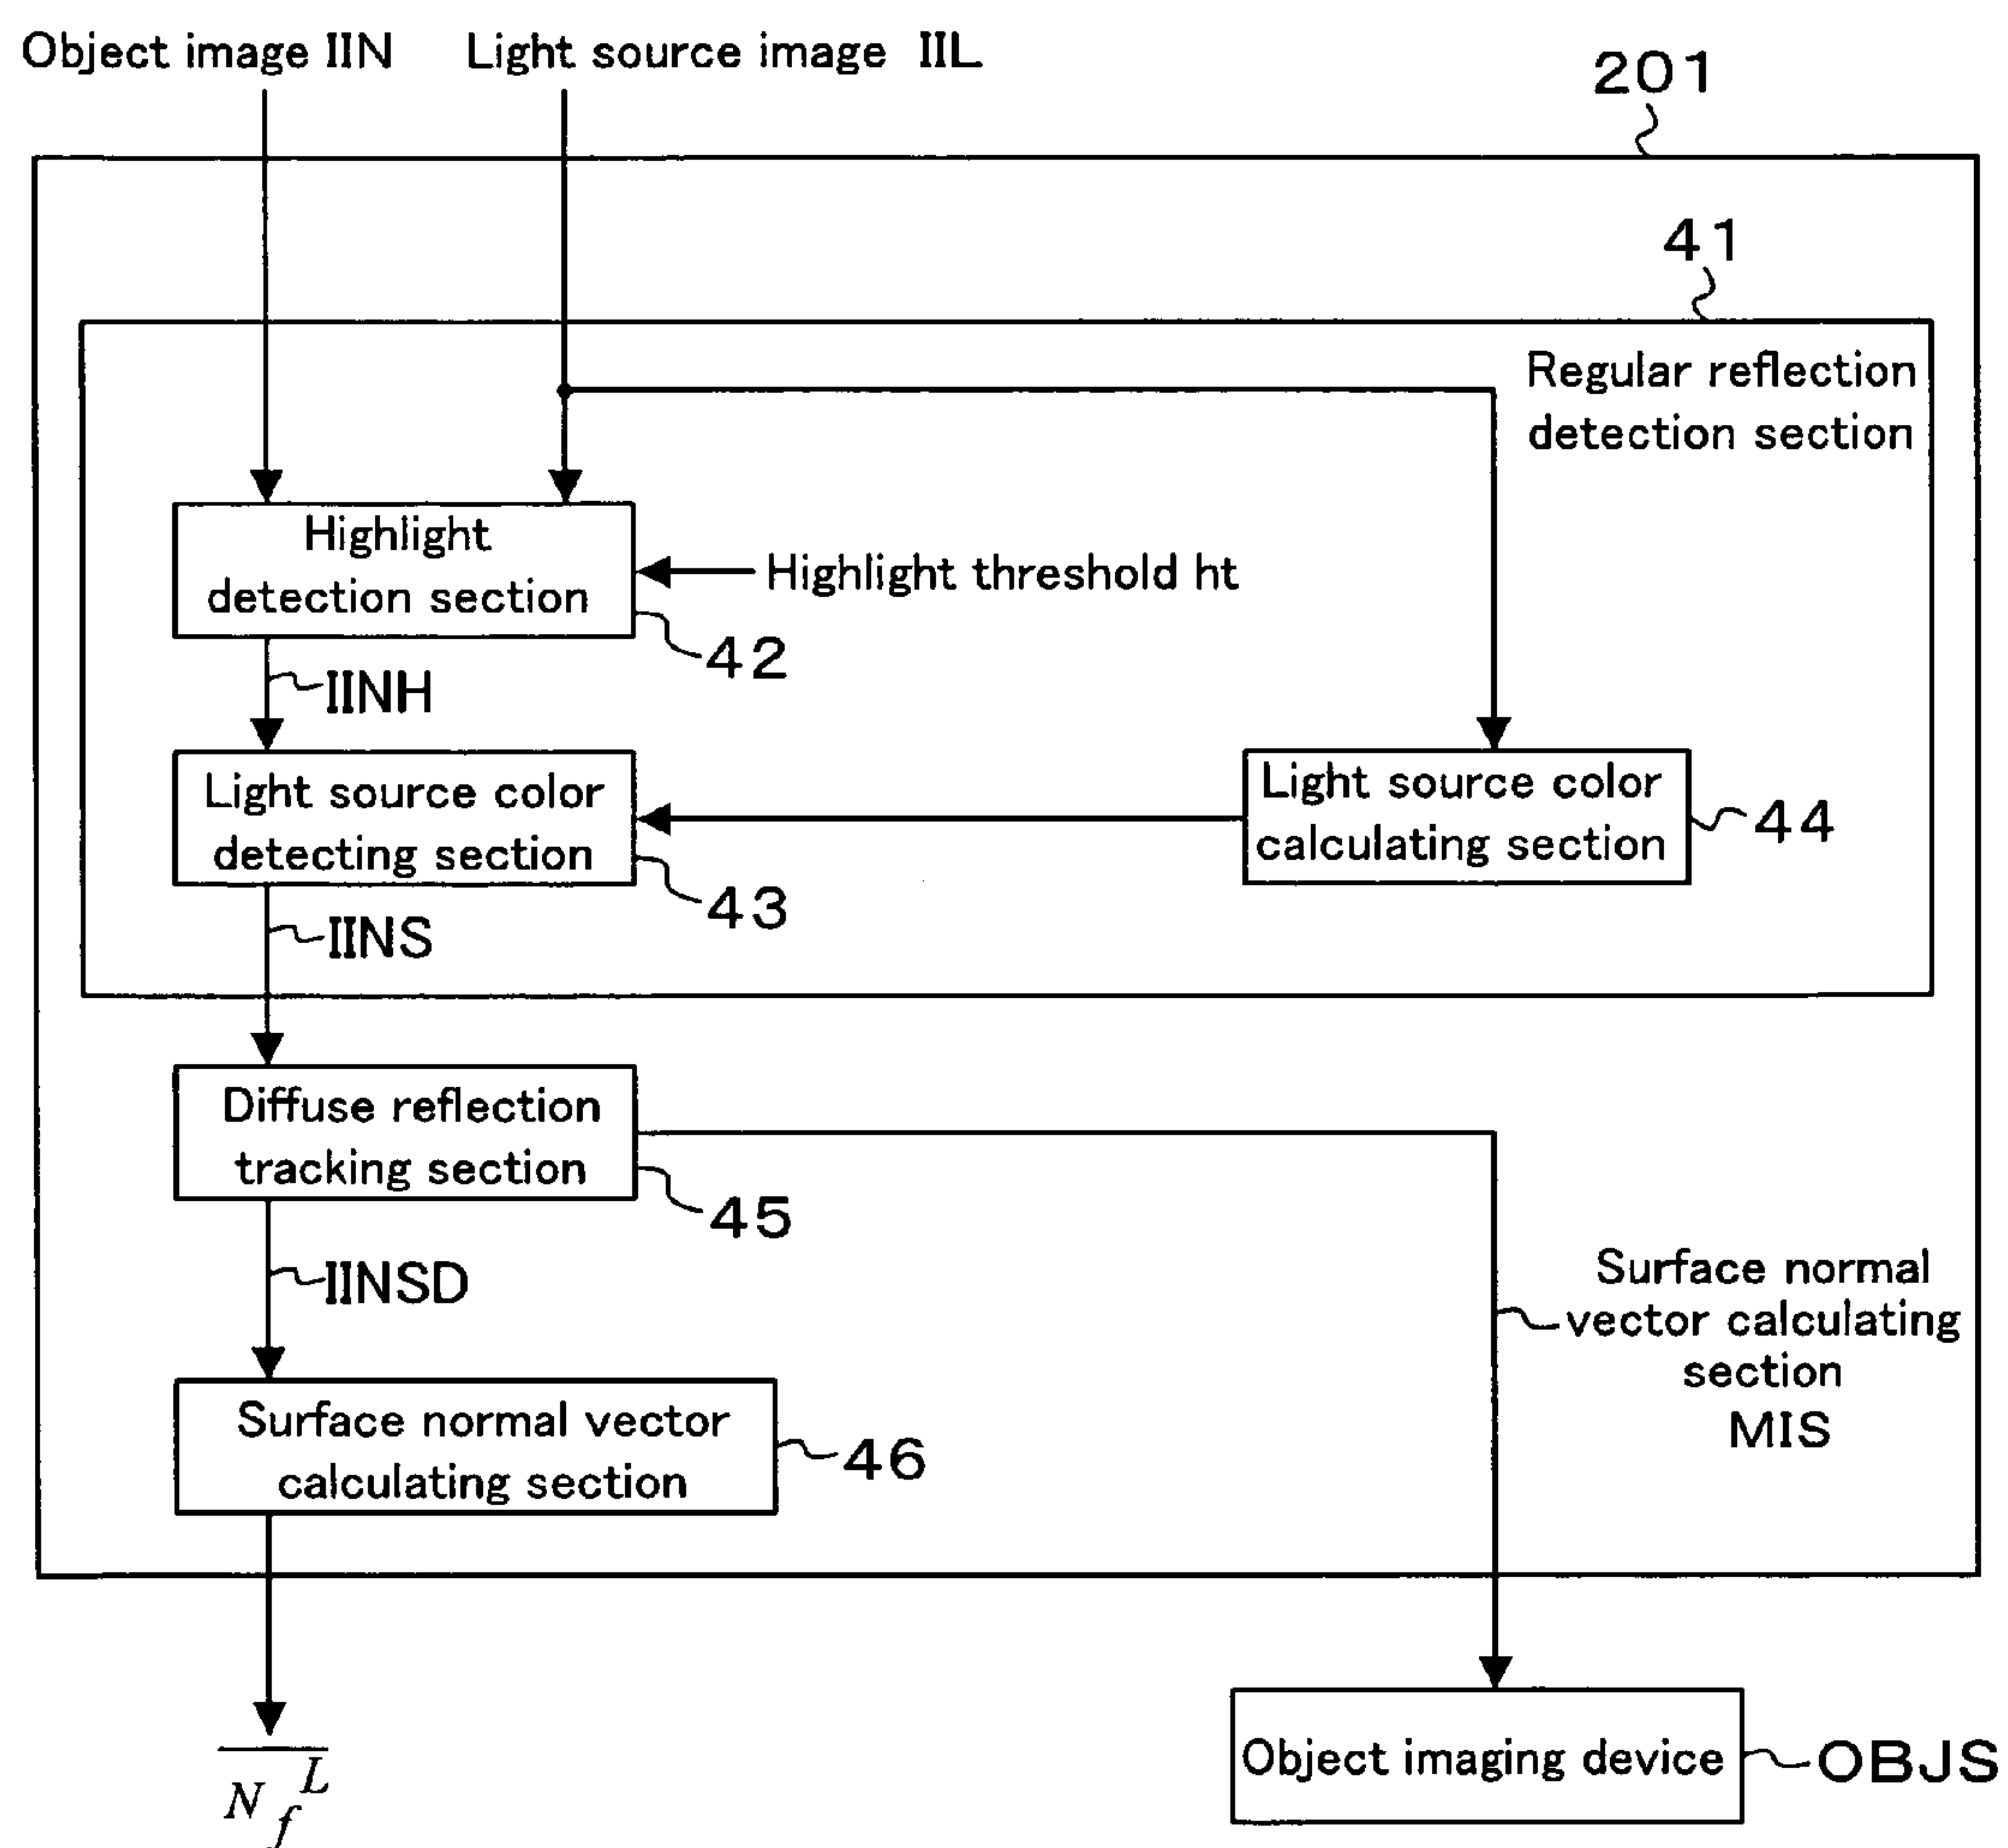 Object image IIN
Light source image IIL
201
41
Regular reflection
detection section
Highlight
detection section
Highlight threshold ht
42
IINH
Light source color
detecting section
43
Light source color
calculating section
44
IINS
Diffuse reflection
tracking section
45
IINSD
Surface normal
vector calculating
section
MIS
Surface normal vector
calculating section
46
N f L
Object imaging device
OBJS